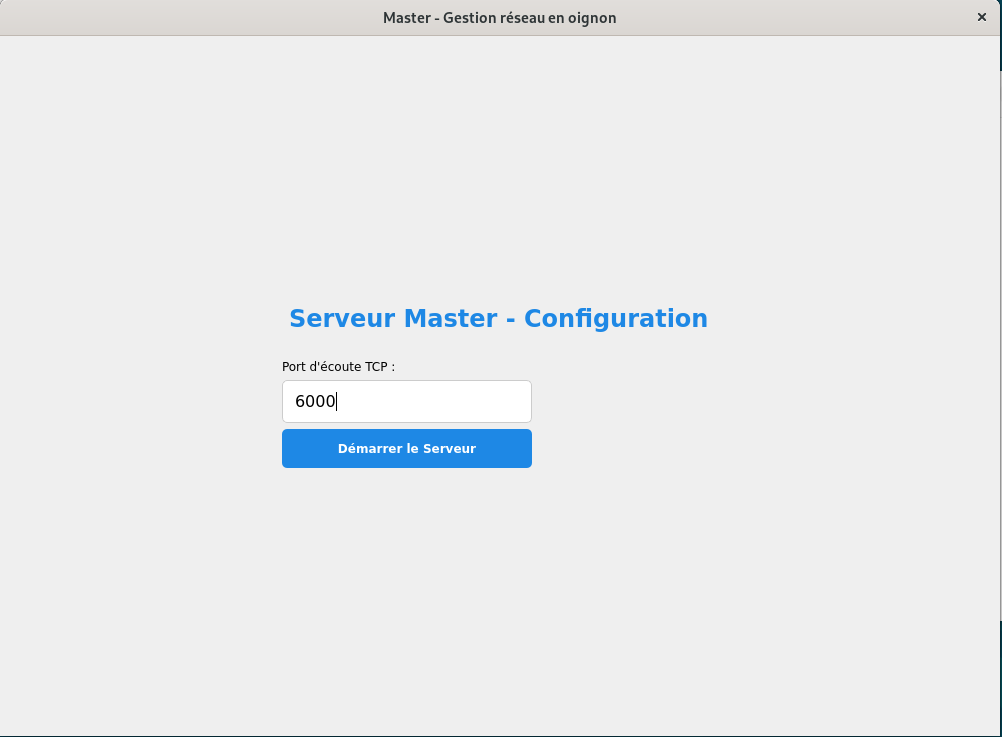 Master - Gestion réseau en oignon
Serveur Master - Configuration
Port d'écoute TCP :
6000
Démarrer le Serveur